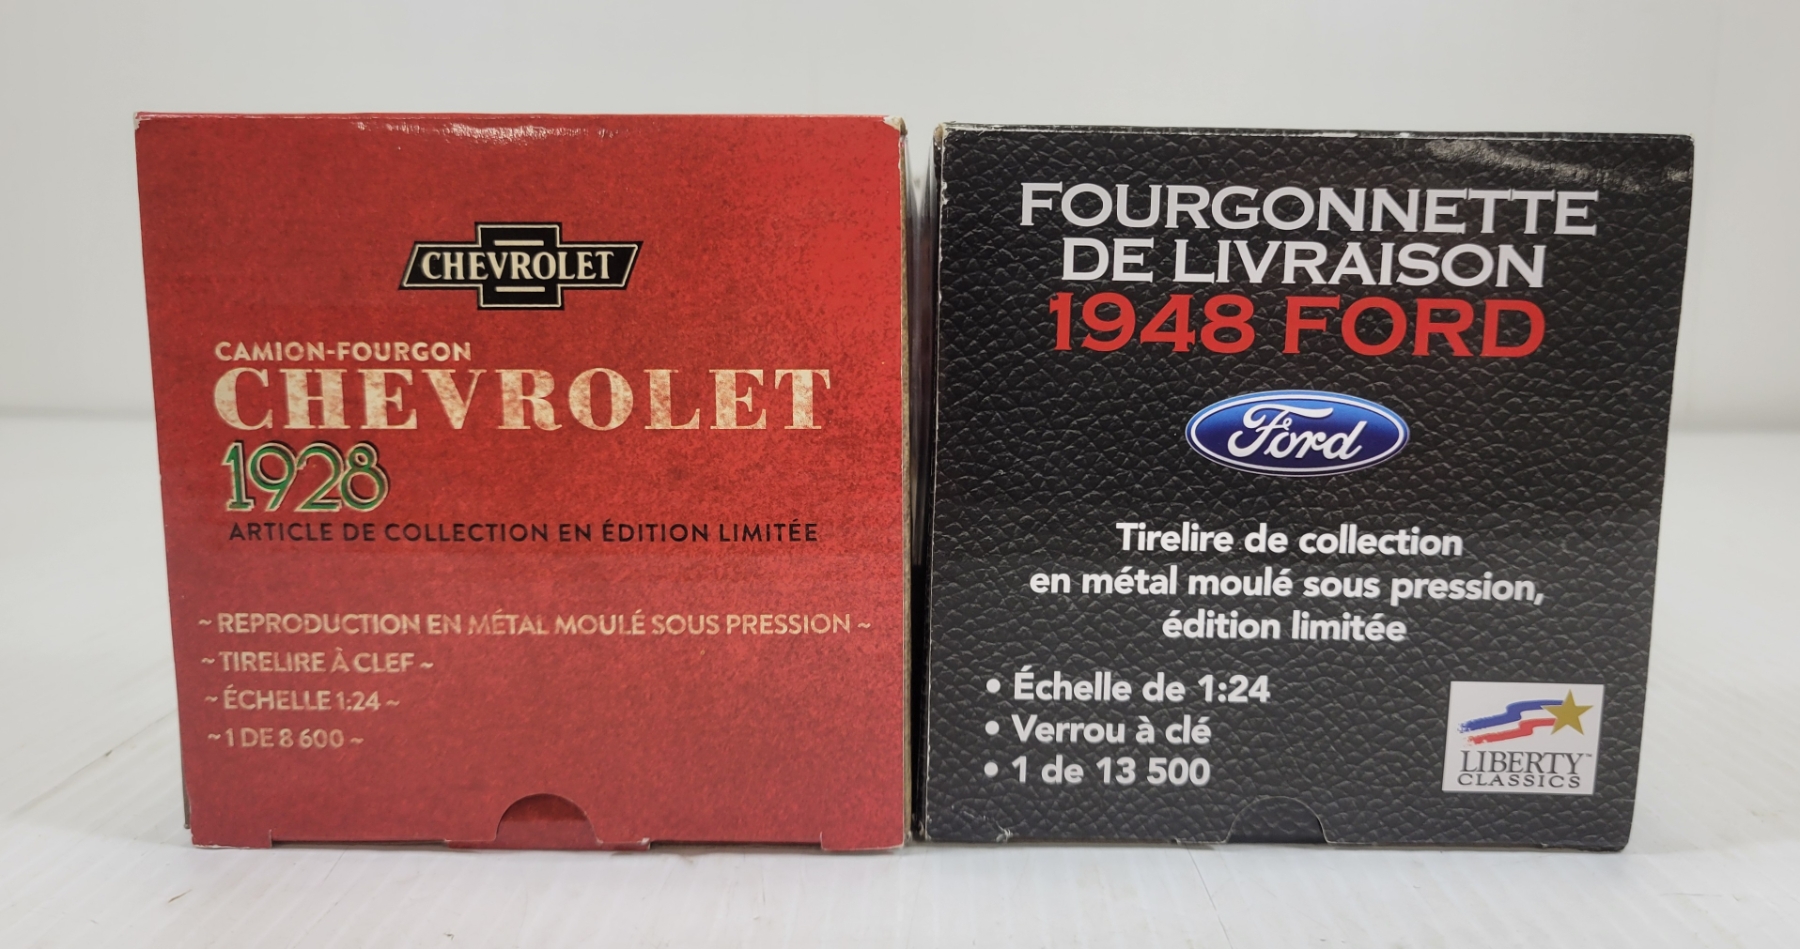 CHEVROLET
CAMION-FOURGON
CHEVROLET
1928
ARTICLE DE COLLECTION EN ÉDITION LIMITÉE
~ REPRODUCTION EN MÉTAL MOULÉ SOUS PRESSION ~
~ TIRELIRE À CLEF ~
~ ÉCHELLE 1:24 ~
~ 1 DE 8 600 ~
FOURGONNETTE
DE LIVRAISON
1948 FORD
Ford
Tirelire de collection
en métal moulé sous pression,
édition limitée
• Échelle de 1:24
• Verrou à clé
• 1 de 13 500
LIBERTY™
CLASSICS